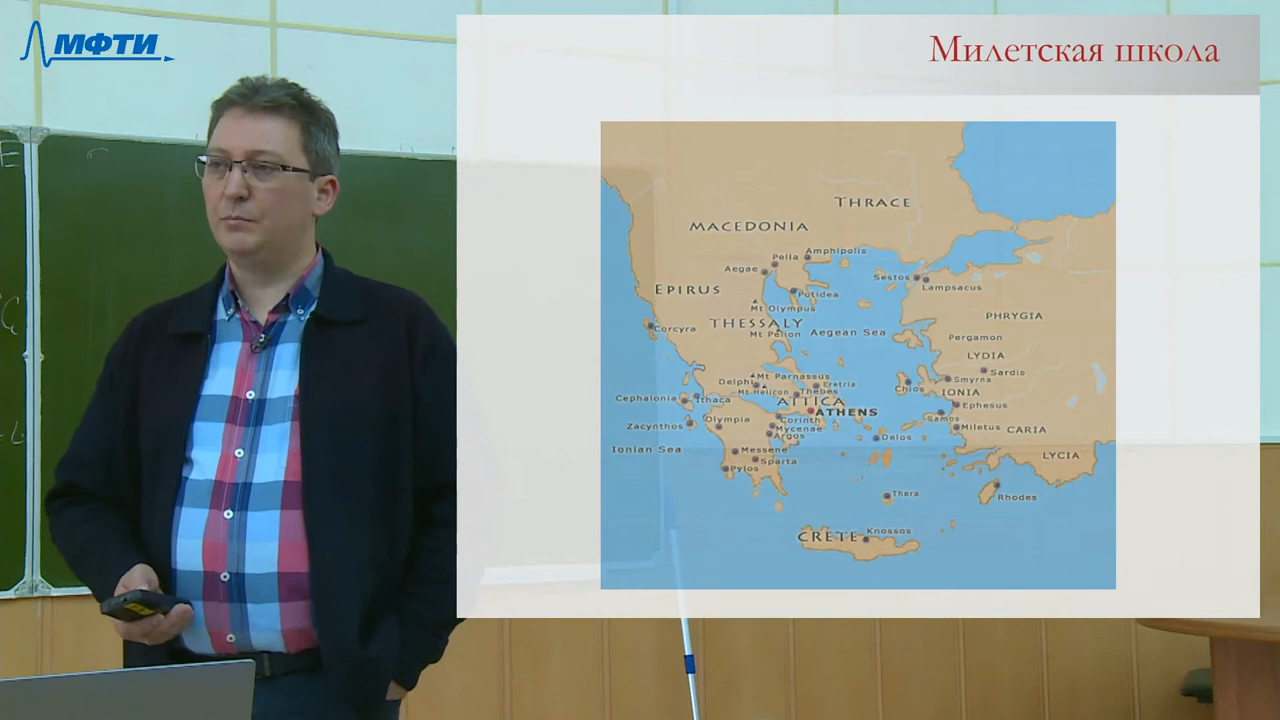 МФТИ
Милетская школа
THRACE
MACEDONIA
Amphipolis
Pella
Aegae
Sestos
Lampsacus
EPIRUS
Potidea
Mt Olympus
PHRYGIA
Corcyra
THESSALY
Mt Pelion
Aegean Sea
Pergamon
LYDIA
Sardis
Mt Parnassus
Delphi
Smyrna
Eretria
Chios
Mt Helicon
Thebes
IONIA
Cephalonia
Ithaca
ATTICA
Ephesus
ATHENS
Samos
Olympia
Corinth
Zacynthos
Mycenae
Miletus
CARIA
Argos
Delos
Ionian Sea
Messene
LYCIA
Sparta
Pylos
Thera
Rhodes
Knossos
CRETE